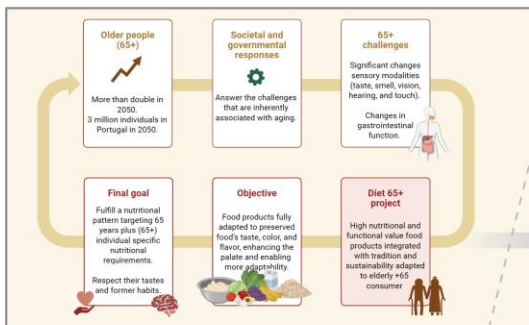 Older people
(65+)
More than double in
2050.
3 million individuals in
Portugal in 2050.
Societal and
governmental
responses
Answer the challenges
that are inherently
associated with aging.
65+
challenges
Significant changes
sensory modalities
(taste, smell, vision,
hearing, and touch).
Changes in
gastrointestinal
function.
Final goal
Fulfill a nutritional
pattern targeting 65
years plus (65+)
individual specific
nutritional
requirements.
Respect their tastes
and former habits.
Objective
Food products fully
adapted to preserved
food's taste, color, and
flavor, enhancing the
palate and enabling
more adaptability.
Diet 65+
project
High nutritional and
functional value food
products integrated
with tradition and
sustainability adapted
to elderly +65
consumer